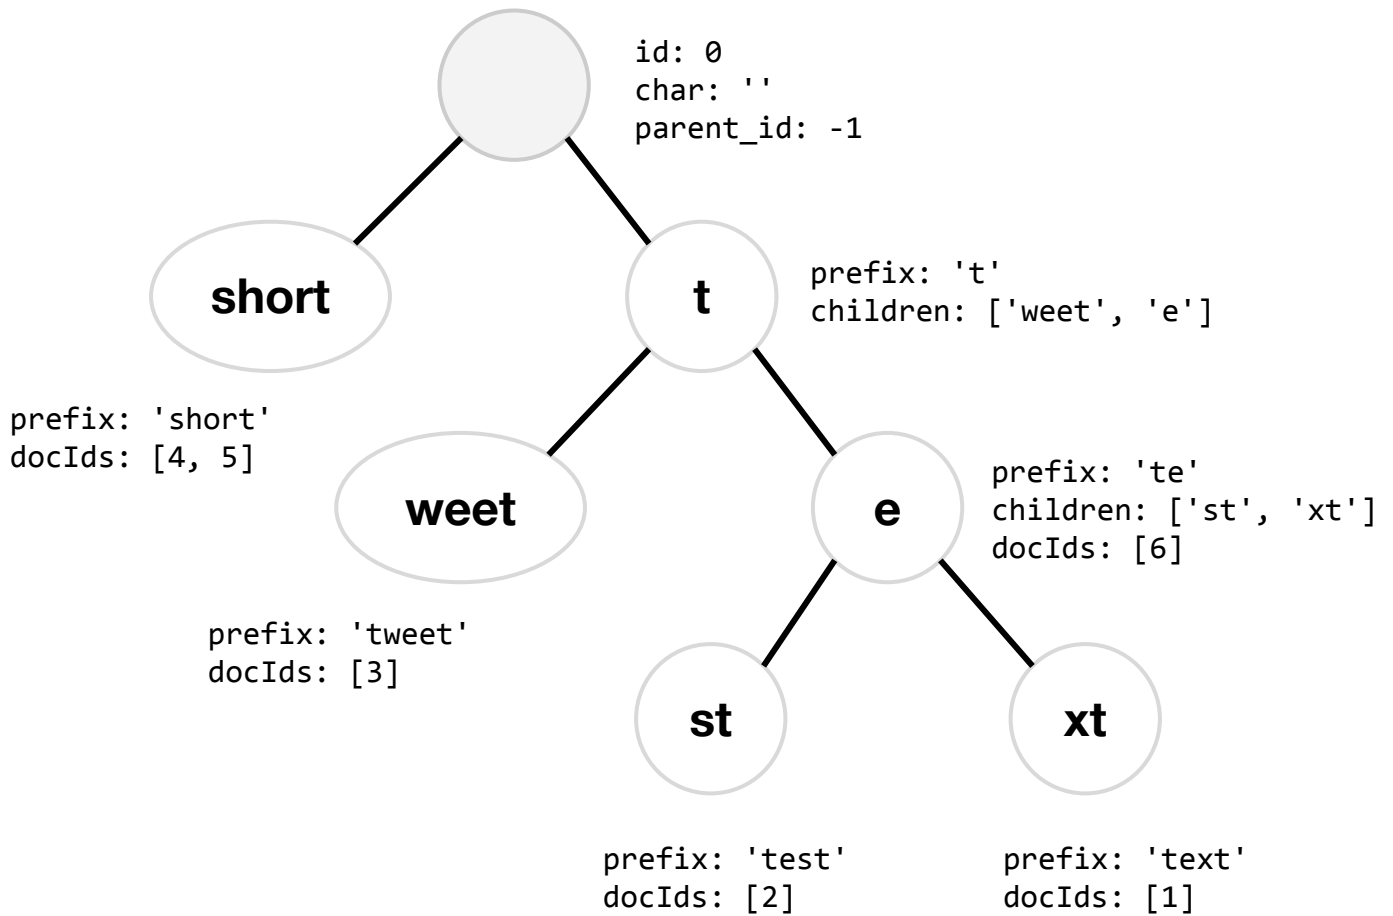 id: 0
char: ''
parent_id: -1
short
t
prefix: 't'
children: ['weet', 'e']
prefix: 'short'
docIds: [4, 5]
weet
e
prefix: 'te'
children: ['st', 'xt']
docIds: [6]
prefix: 'tweet'
docIds: [3]
st
xt
prefix: 'test'
docIds: [2]
prefix: 'text'
docIds: [1]